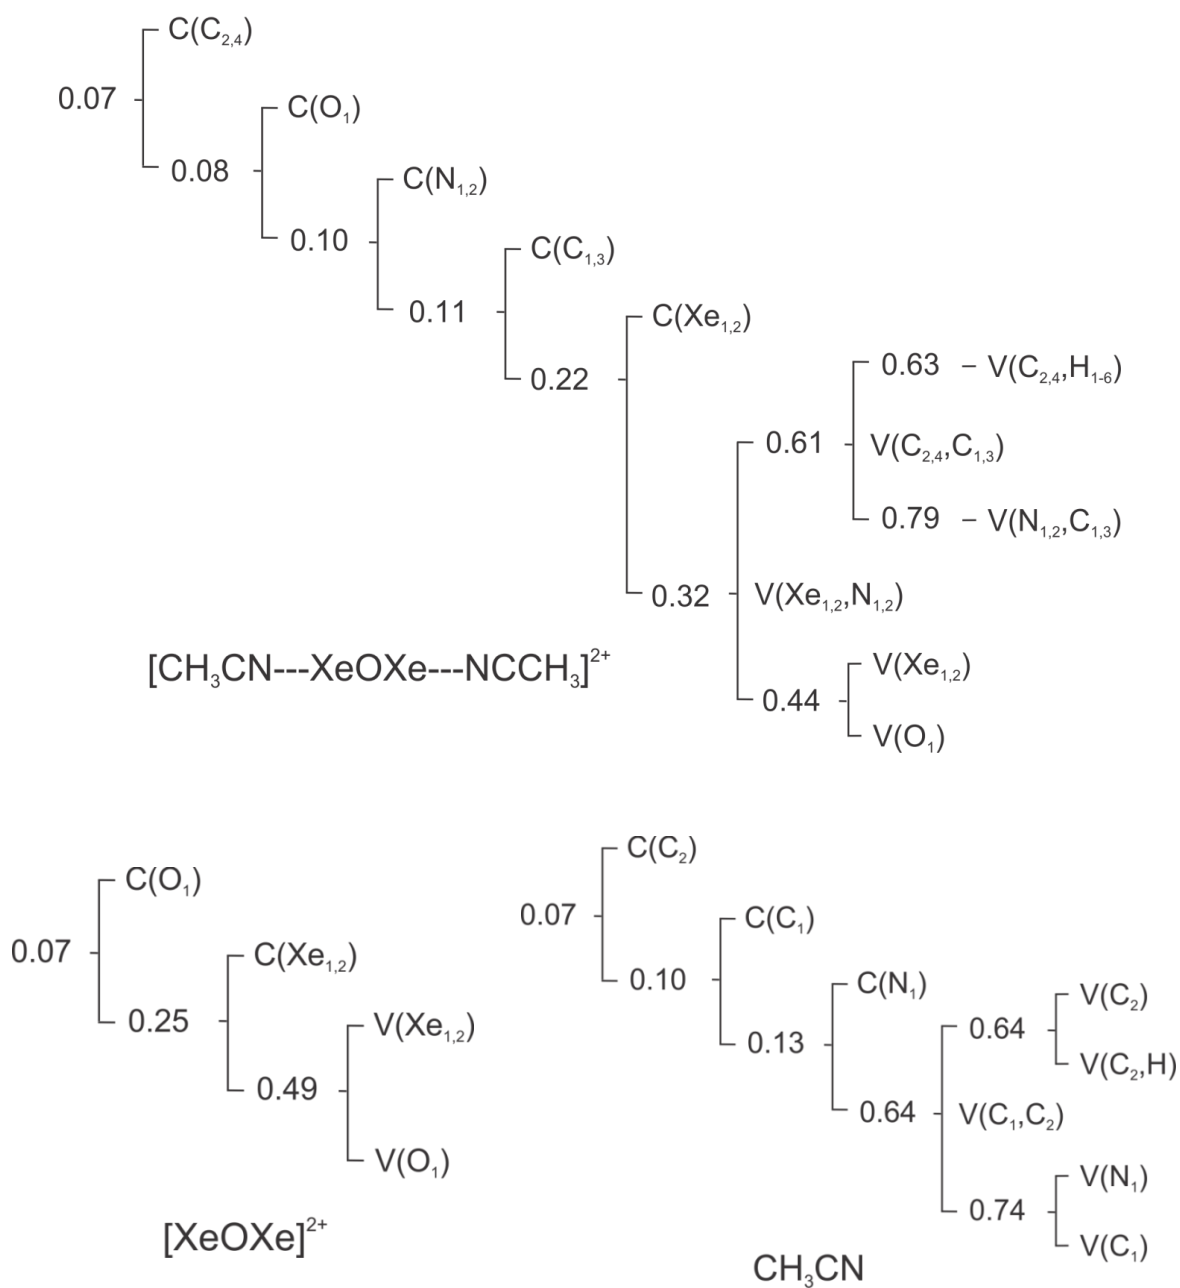 C(C₂,₄)
0.07
C(O₁)
0.08
C(N₁,₂)
0.10
C(C₁,₃)
0.11
C(Xe₁,₂)
0.22
0.63 – V(C₂,₄,H₁₋₆)
0.61
V(C₂,₄,C₁,₃)
0.79 – V(N₁,₂,C₁,₃)
0.32
V(Xe₁,₂,N₁,₂)
V(Xe₁,₂)
0.44
V(O₁)
[CH₃CN---XeOXe---NCCH₃]²⁺
C(O₁)
0.07
C(Xe₁,₂)
0.25
V(Xe₁,₂)
0.49
V(O₁)
[XeOXe]²⁺
C(C₂)
0.07
C(C₁)
0.10
C(N₁)
0.13
V(C₂)
0.64
V(C₂,H)
0.64
V(C₁,C₂)
V(N₁)
0.74
V(C₁)
CH₃CN